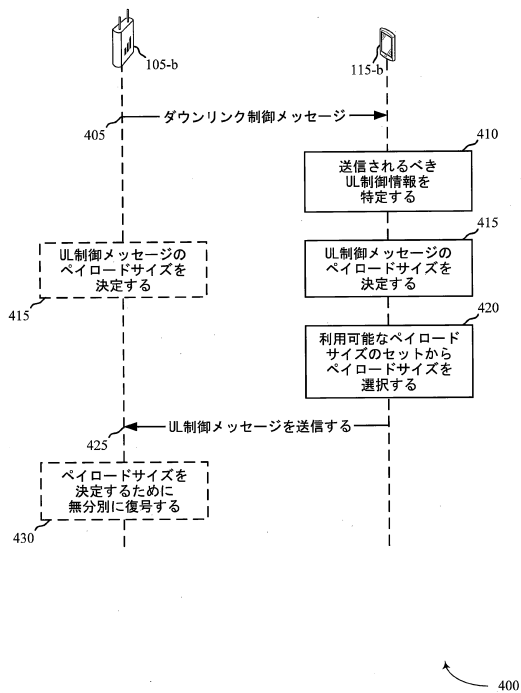 105-b
115-b
ダウンリンク制御メッセージ
405
410
送信されるべき
UL制御情報を
特定する
415
UL制御メッセージの
ペイロードサイズを
決定する
415
UL制御メッセージの
ペイロードサイズを
決定する
420
利用可能なペイロード
サイズのセットから
ペイロードサイズを
選択する
UL制御メッセージを送信する
425
ペイロードサイズを
決定するために
無分別に復号する
430
400